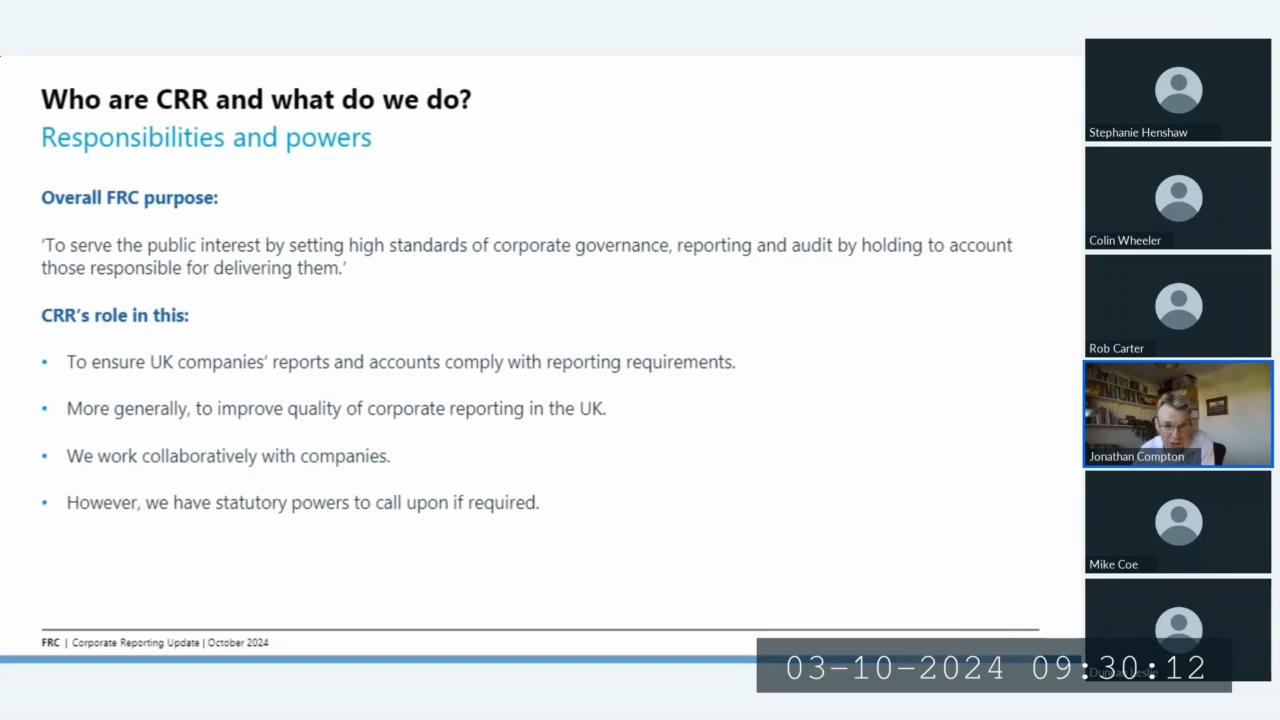 Who are CRR and what do we do?
Responsibilities and powers
Overall FRC purpose:
‘To serve the public interest by setting high standards of corporate governance, reporting and audit by holding to account
those responsible for delivering them.’
CRR’s role in this:
• To ensure UK companies’ reports and accounts comply with reporting requirements.
• More generally, to improve quality of corporate reporting in the UK.
• We work collaboratively with companies.
• However, we have statutory powers to call upon if required.
FRC | Corporate Reporting Update | October 2024
Stephanie Henshaw
Colin Wheeler
Rob Carter
Jonathan Compton
Mike Coe
03-10-2024 09:30:12